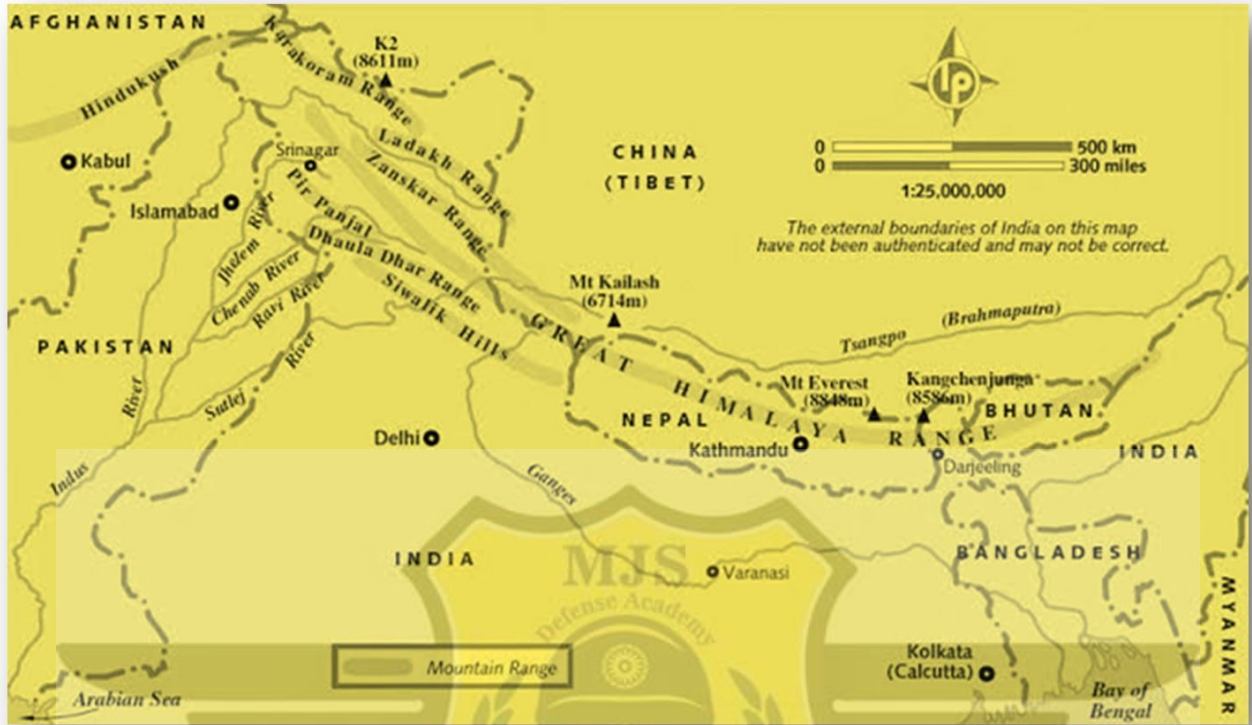 AFGHANISTAN
K2
(8611m)
Karakoram Range
Hindukush
lp
0 500 km
0 300 miles
1:25,000,000
CHINA
(TIBET)
Ladakh Range
Srinagar
Kabul
Zanskar Range
Islamabad
Pir Panjal
The external boundaries of India on this map
have not been authenticated and may not be correct.
Jhelem River
Dhaula Dhar Range
Chenab River
Siwalik Hills
Ravi River
Mt Kailash
(6714m)
GREAT HIMALAYA RANGE
Tsangpo (Brahmaputra)
PAKISTAN
River
Sutlej
River
Mt Everest
(8848m)
Kangchenjunga
(8586m)
BHUTAN
NEPAL
Delhi
Kathmandu
INDIA
Darjeeling
Indus
Ganges
INDIA
MJS
Defense Academy
BANGLADESH
Varanasi
MYANMAR
Mountain Range
Kolkata
(Calcutta)
Arabian Sea
Bay of
Bengal